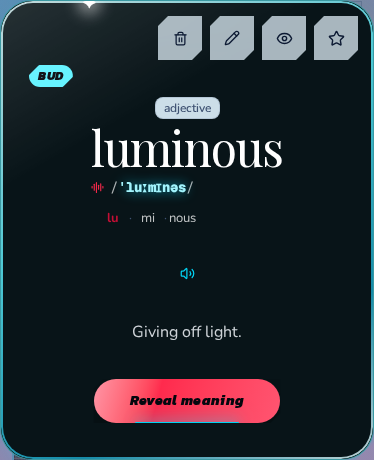 BUD
adjective
luminous
/ˈluːmɪnəs/
lu · mi · nous
Giving off light.
Reveal meaning